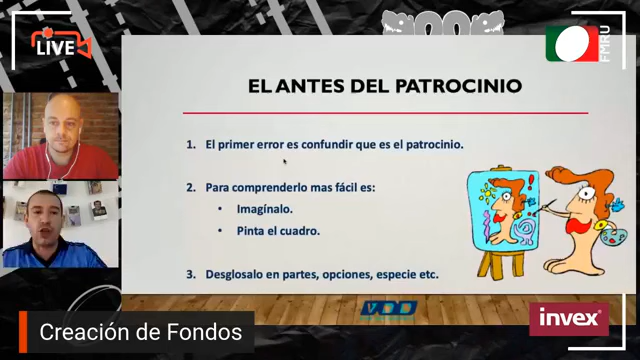 LIVE
FMRU
EL ANTES DEL PATROCINIO
1. El primer error es confundir que es el patrocinio.
2. Para comprenderlo mas fácil es:
• Imagínalo.
• Pinta el cuadro.
3. Desglosalo en partes, opciones, especie etc.
invex
Creación de Fondos